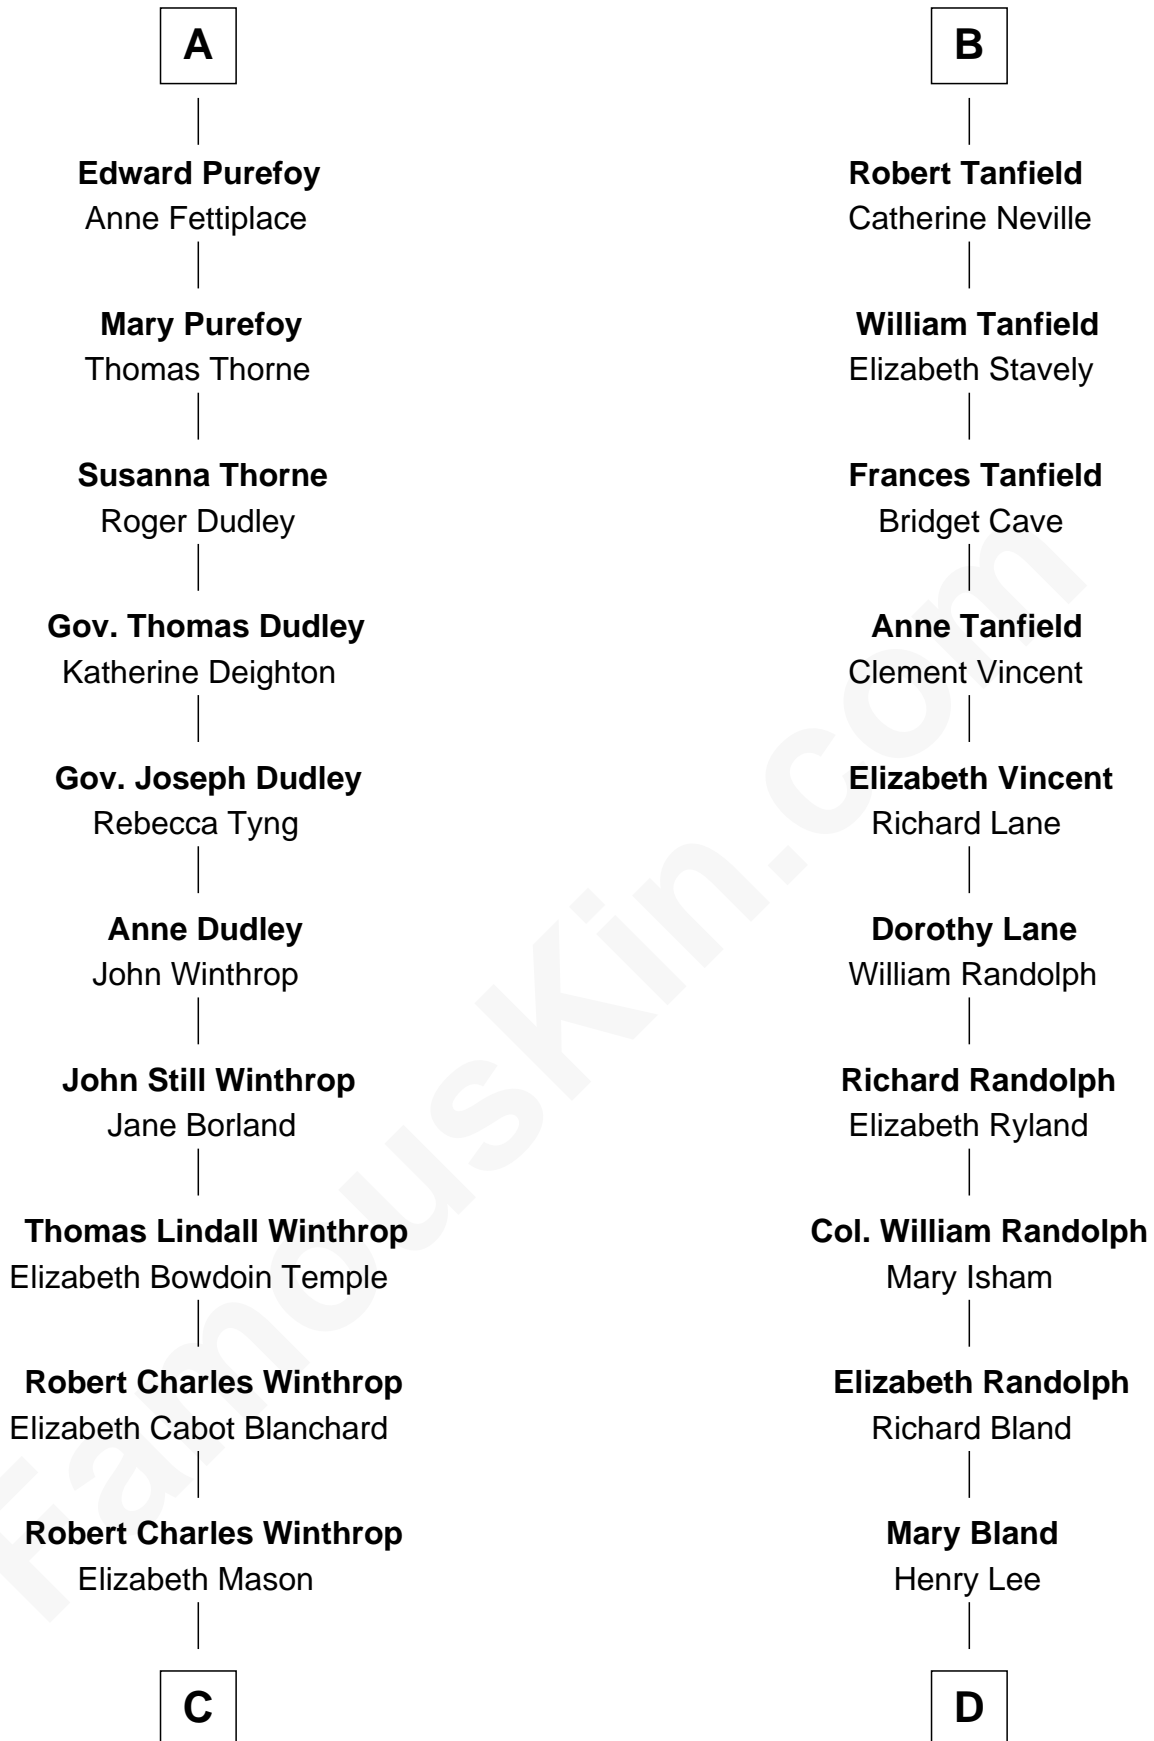 A
Edward Purefoy
Anne Fettiplace
Mary Purefoy
Thomas Thorne
Susanna Thorne
Roger Dudley
Gov. Thomas Dudley
Katherine Deighton
Gov. Joseph Dudley
Rebecca Tyng
Anne Dudley
John Winthrop
John Still Winthrop
Jane Borland
Thomas Lindall Winthrop
Elizabeth Bowdoin Temple
Robert Charles Winthrop
Elizabeth Cabot Blanchard
Robert Charles Winthrop
Elizabeth Mason
C
B
Robert Tanfield
Catherine Neville
William Tanfield
Elizabeth Stavely
Frances Tanfield
Bridget Cave
Anne Tanfield
Clement Vincent
Elizabeth Vincent
Richard Lane
Dorothy Lane
William Randolph
Richard Randolph
Elizabeth Ryland
Col. William Randolph
Mary Isham
Elizabeth Randolph
Richard Bland
Mary Bland
Henry Lee
D
FamousKin.com